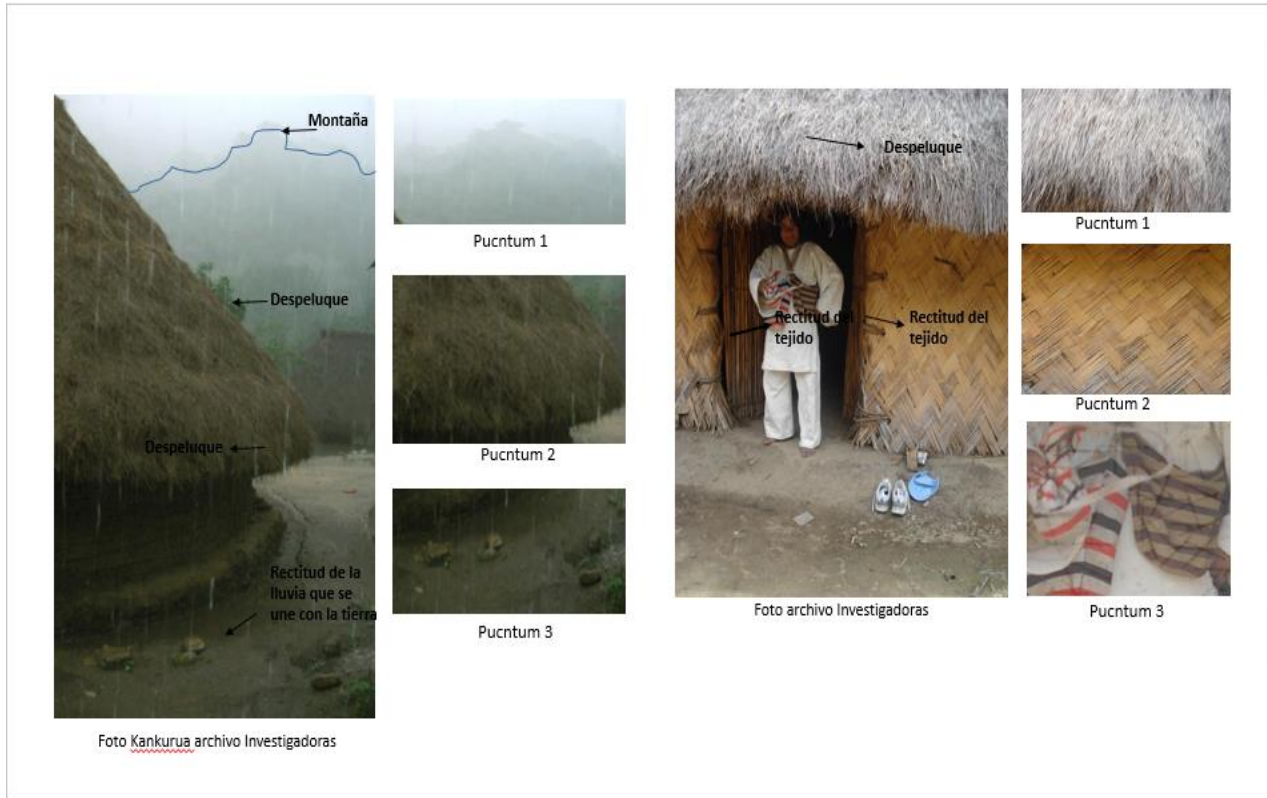 Montaña
Despeluque
Despeluque
Rectitud de la
lluvia que se
une con la tierra
Foto Kankurua archivo Investigadoras
Pucntum 1
Pucntum 2
Pucntum 3
Despeluque
Rectitud del
tejido
Rectitud del
tejido
Foto archivo Investigadoras
Pucntum 1
Pucntum 2
Pucntum 3